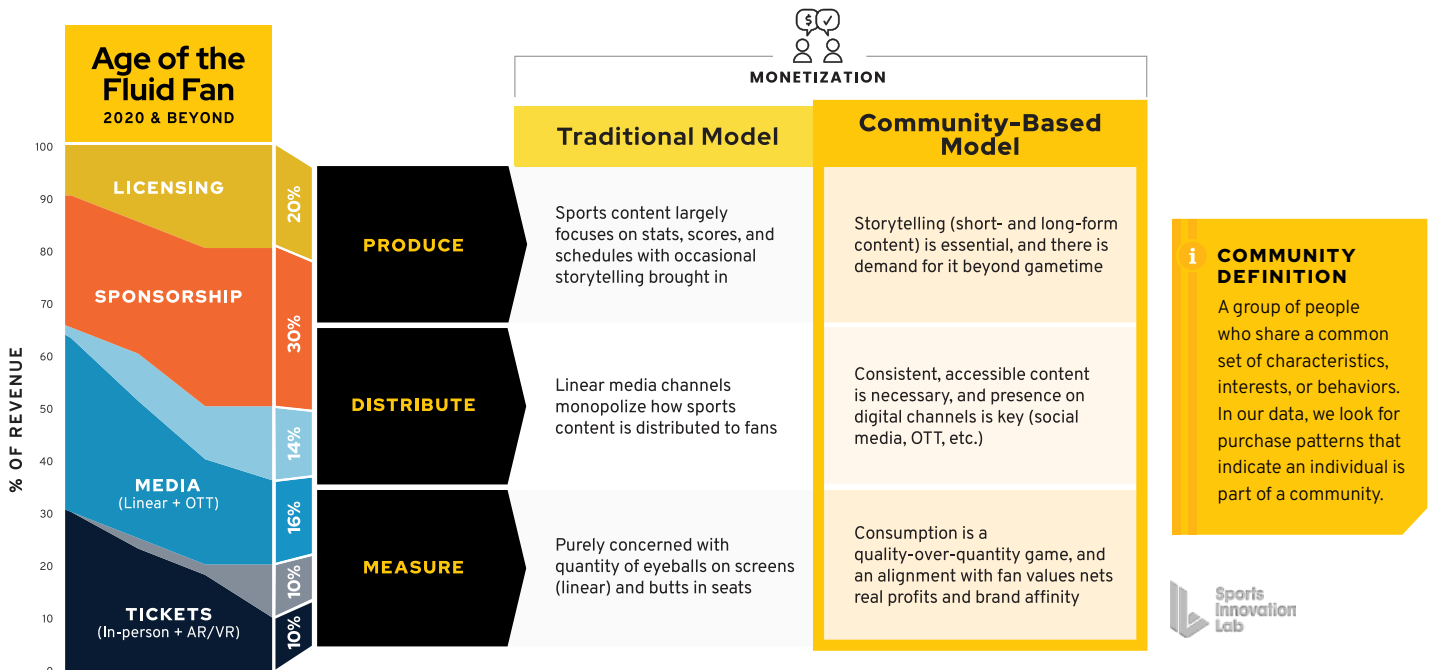 Age of the
Fluid Fan
2020 & BEYOND
% OF REVENUE
100
90
80
70
60
50
40
30
20
10
0
LICENSING
SPONSORSHIP
MEDIA
(Linear + OTT)
TICKETS
(In-person + AR/VR)
20%
30%
14%
16%
10%
10%
$
MONETIZATION
Traditional Model
Community-Based
Model
PRODUCE
Sports content largely
focuses on stats, scores, and
schedules with occasional
storytelling brought in
Storytelling (short- and long-form
content) is essential, and there is
demand for it beyond gametime
DISTRIBUTE
Linear media channels
monopolize how sports
content is distributed to fans
Consistent, accessible content
is necessary, and presence on
digital channels is key (social
media, OTT, etc.)
MEASURE
Purely concerned with
quantity of eyeballs on screens
(linear) and butts in seats
Consumption is a
quality-over-quantity game, and
an alignment with fan values nets
real profits and brand affinity
i
COMMUNITY
DEFINITION
A group of people
who share a common
set of characteristics,
interests, or behaviors.
In our data, we look for
purchase patterns that
indicate an individual is
part of a community.
Sports
Innovation
Lab